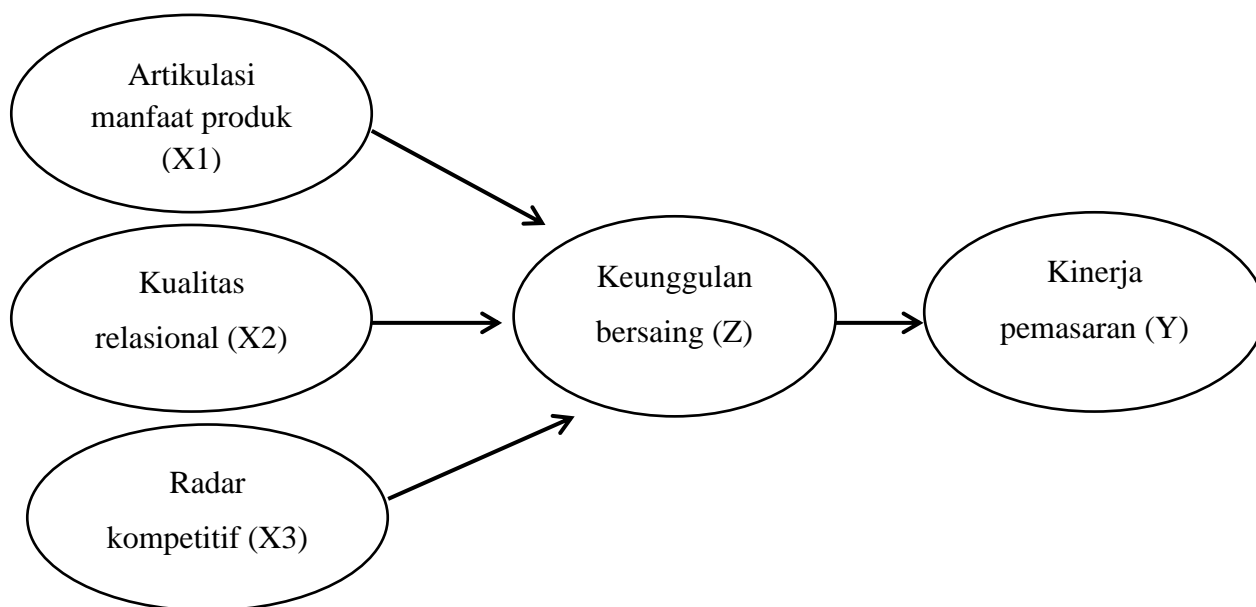 Artikulasi
manfaat produk
(X1)
Kualitas
relasional (X2)
Radar
kompetitif (X3)
Keunggulan
bersaing (Z)
Kinerja
pemasaran (Y)